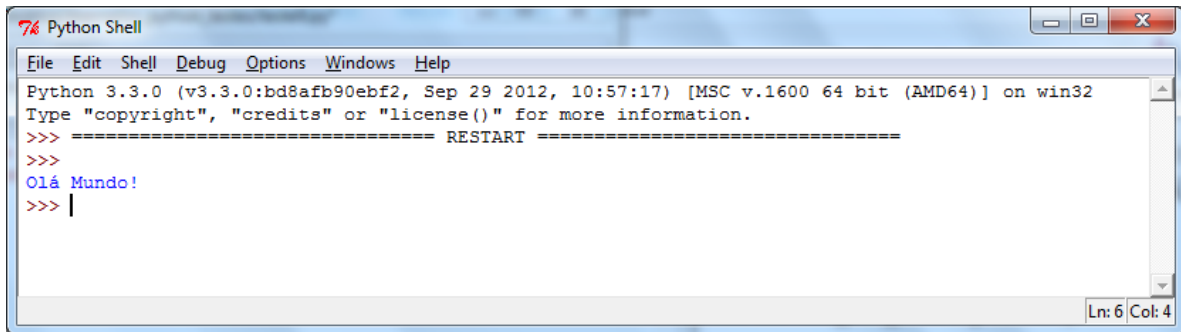 Python Shell
File Edit Shell Debug Options Windows Help
Python 3.3.0 (v3.3.0:bd8afb90ebf2, Sep 29 2012, 10:57:17) [MSC v.1600 64 bit (AMD64)] on win32
Type "copyright", "credits" or "license()" for more information.
>>> ================================ RESTART ================================
>>>
Olá Mundo!
>>>
Ln: 6 Col: 4